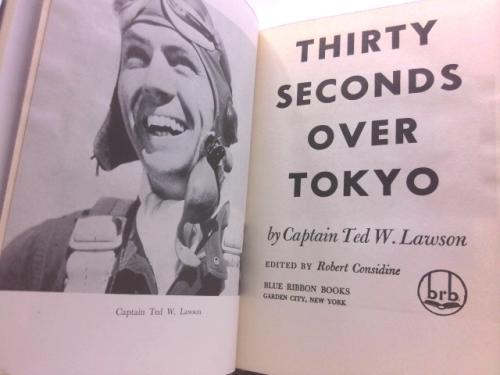 Captain Ted W. Lawson
THIRTY
SECONDS
OVER
TOKYO
by Captain Ted W. Lawson
EDITED BY Robert Considine
BLUE RIBBON BOOKS
GARDEN CITY, NEW YORK
brb